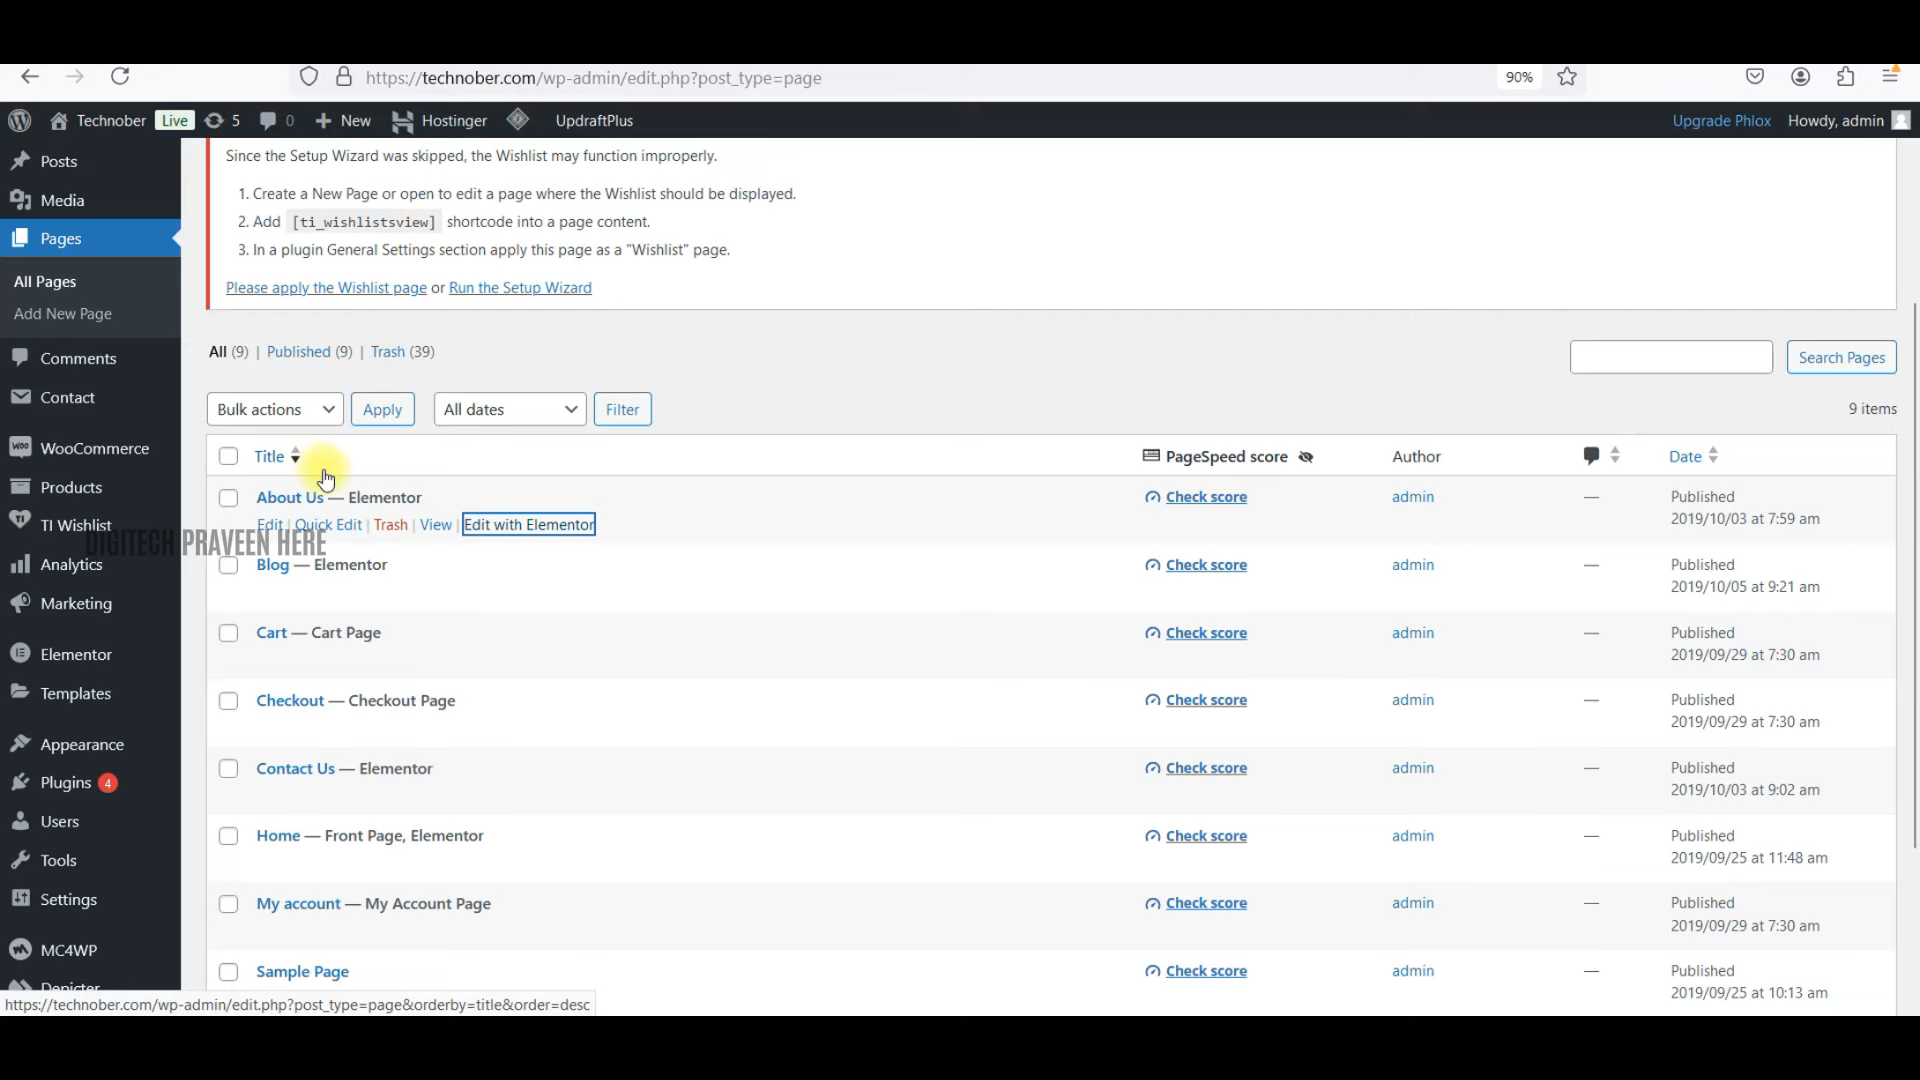 https://technober.com/wp-admin/edit.php?post_type=page
90%
Technober Live 5 0 New Hostinger UpdraftPlus
Upgrade Phlox Howdy, admin
Posts
Media
Pages
All Pages
Add New Page
Comments
Contact
WooCommerce
Products
TI Wishlist
Analytics
Marketing
Elementor
Templates
Appearance
Plugins 4
Users
Tools
Settings
MC4WP
Depicter
Since the Setup Wizard was skipped, the Wishlist may function improperly.
1. Create a New Page or open to edit a page where the Wishlist should be displayed.
2. Add [ti_wishlistsview] shortcode into a page content.
3. In a plugin General Settings section apply this page as a "Wishlist" page.
Please apply the Wishlist page or Run the Setup Wizard
All (9) | Published (9) | Trash (39)
Search Pages
Bulk actions Apply All dates Filter
9 items
Title PageSpeed score Author Date
About Us — Elementor Check score admin — Published
2019/10/03 at 7:59 am
Edit | Quick Edit | Trash | View | Edit with Elementor
DIGITECH PRAVEEN HERE
Blog — Elementor Check score admin — Published
2019/10/05 at 9:21 am
Cart — Cart Page Check score admin — Published
2019/09/29 at 7:30 am
Checkout — Checkout Page Check score admin — Published
2019/09/29 at 7:30 am
Contact Us — Elementor Check score admin — Published
2019/10/03 at 9:02 am
Home — Front Page, Elementor Check score admin — Published
2019/09/25 at 11:48 am
My account — My Account Page Check score admin — Published
2019/09/29 at 7:30 am
Sample Page Check score admin — Published
2019/09/25 at 10:13 am
https://technober.com/wp-admin/edit.php?post_type=page&orderby=title&order=desc